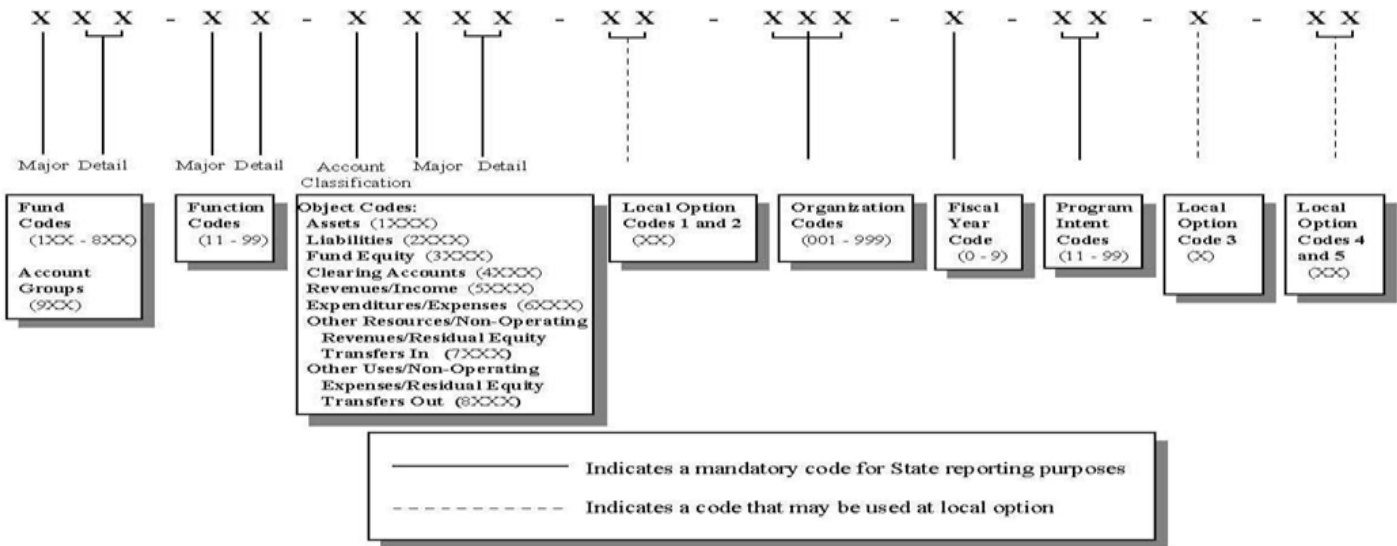 X X X - X X - X X X X - X X - X X X - X - X X - X - X X
Major Detail Major Detail Account Classification Major Detail
Fund
Codes
(1XX - 8XX)
Account
Groups
(9XX)
Function
Codes
(11 - 99)
Object Codes:
Assets (1XXX)
Liabilities (2XXX)
Fund Equity (3XXX)
Clearing Accounts (4XXX)
Revenues/Income (5XXX)
Expenditures/Expenses (6XXX)
Other Resources/Non-Operating
Revenues/Residual Equity
Transfers In (7XXX)
Other Uses/Non-Operating
Expenses/Residual Equity
Transfers Out (8XXX)
Local Option
Codes 1 and 2
(XX)
Organization
Codes
(001 - 999)
Fiscal
Year
Code
(0 - 9)
Program
Intent
Codes
(11 - 99)
Local
Option
Code 3
(X)
Local
Option
Codes 4
and 5
(XX)
Indicates a mandatory code for State reporting purposes
Indicates a code that may be used at local option